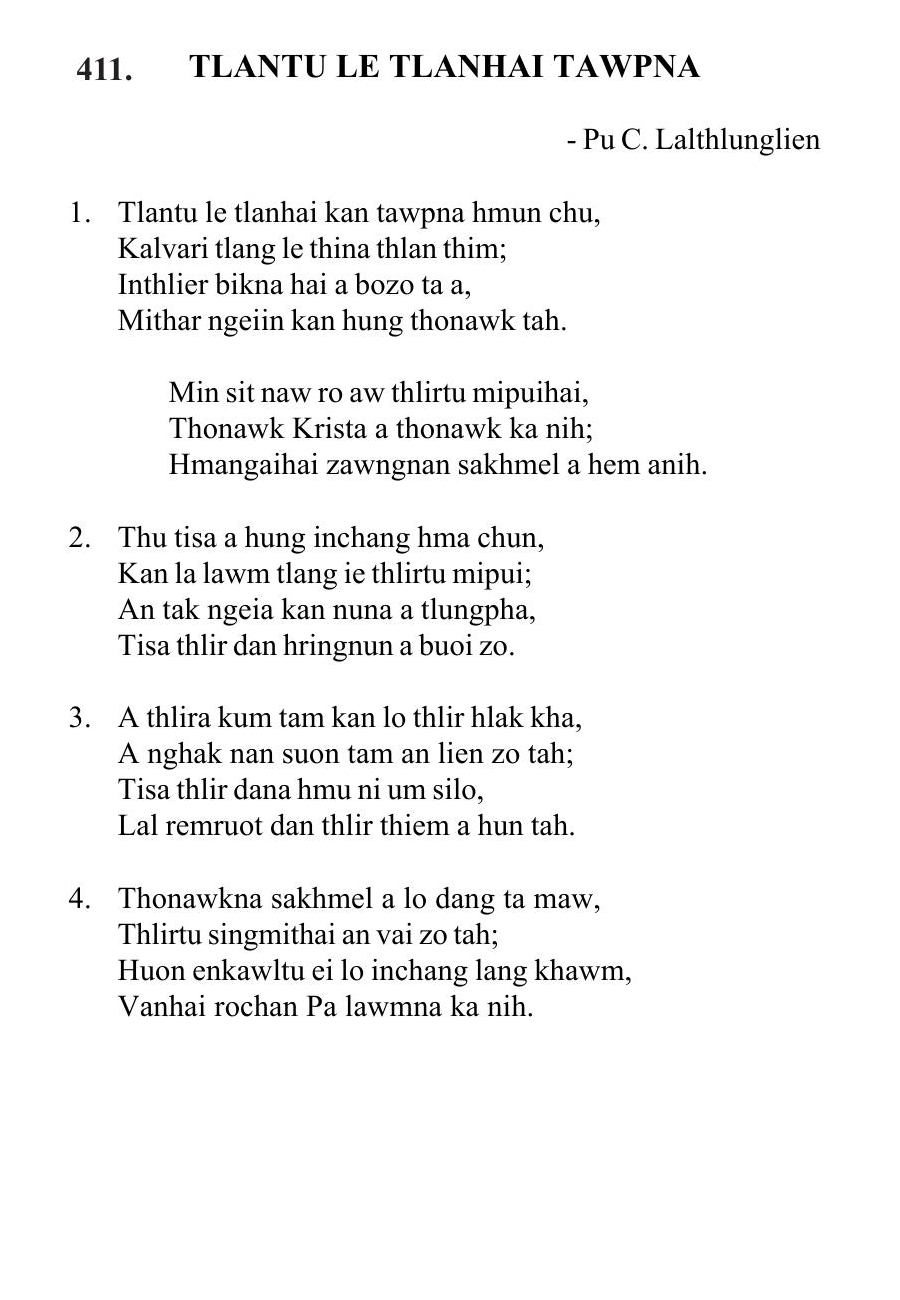 411. TLANTU LE TLANHAI TAWPNA
- Pu C. Lalthlunglien
1. Tlantu le tlanhai kan tawpna hmun chu,
Kalvari tlang le thina thlan thim;
Inthlier bikna hai a bozo ta a,
Mithar ngeiin kan hung thonawk tah.
Min sit naw ro aw thlirtu mipuihai,
Thonawk Krista a thonawk ka nih;
Hmangaihai zawngnan sakhmel a hem anih.
2. Thu tisa a hung inchang hma chun,
Kan la lawm tlang ie thlirtu mipui;
An tak ngeia kan nuna a tlungpha,
Tisa thlir dan hringnun a buoi zo.
3. A thlira kum tam kan lo thlir hlak kha,
A nghak nan suon tam an lien zo tah;
Tisa thlir dana hmu ni um silo,
Lal remruot dan thlir thiem a hun tah.
4. Thonawkna sakhmel a lo dang ta maw,
Thlirtu singmithai an vai zo tah;
Huon enkawltu ei lo inchang lang khawm,
Vanhai rochan Pa lawmna ka nih.